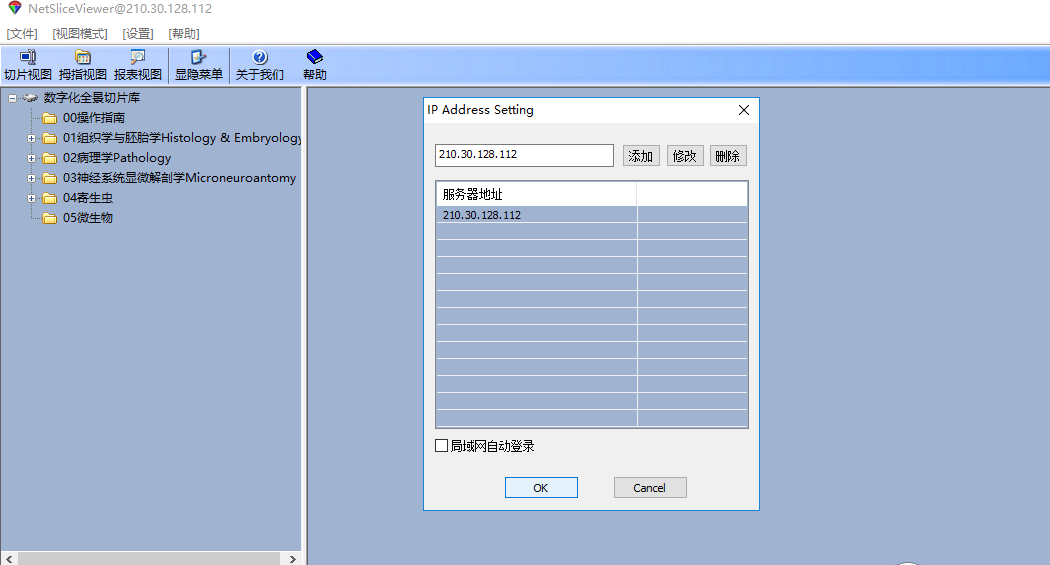 NetSliceViewer@210.30.128.112
[文件] [视图模式] [设置] [帮助]
切片视图 拇指视图 报表视图 显隐菜单 关于我们 帮助
数字化全景切片库
00操作指南
01组织学与胚胎学Histology & Embryology
02病理学Pathology
03神经系统显微解剖学Microneuroantomy
04寄生虫
05微生物
IP Address Setting
210.30.128.112 添加 修改 删除
服务器地址
210.30.128.112
局域网自动登录
OK Cancel